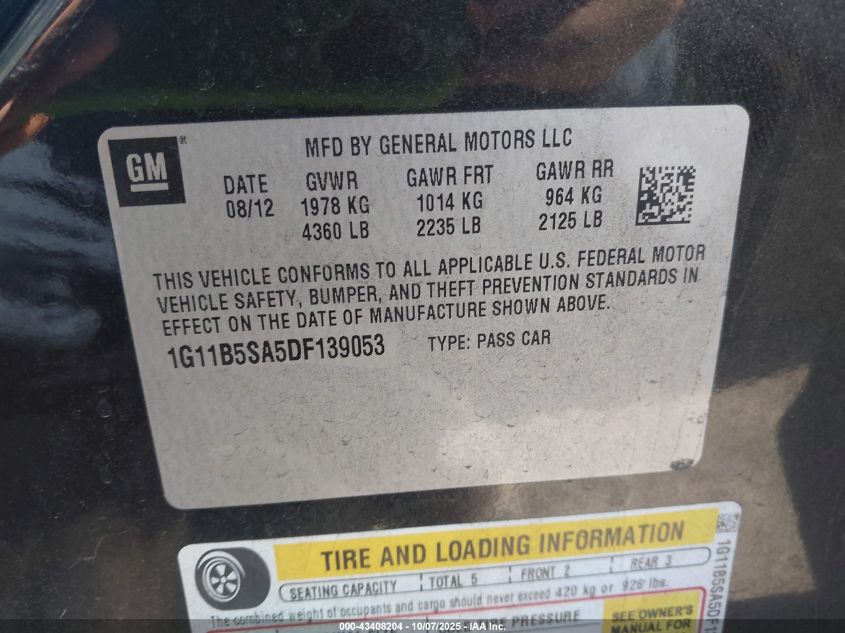 GM
MFD BY GENERAL MOTORS LLC
DATE GVWR GAWR FRT GAWR RR
08/12 1978 KG 1014 KG 964 KG
4360 LB 2235 LB 2125 LB
THIS VEHICLE CONFORMS TO ALL APPLICABLE U.S. FEDERAL MOTOR
VEHICLE SAFETY, BUMPER, AND THEFT PREVENTION STANDARDS IN
EFFECT ON THE DATE OF MANUFACTURE SHOWN ABOVE.
1G11B5SA5DF139053 TYPE: PASS CAR
TIRE AND LOADING INFORMATION
SEATING CAPACITY TOTAL 5 FRONT 2 REAR 3
The combined weight of occupants and cargo should never exceed 420 kg or 926 lbs.
PRESSURE
SEE OWNER'S
MANUAL FOR
1G11B5SA5DF1
000-43408204 - 10/07/2025 - IAA Inc.